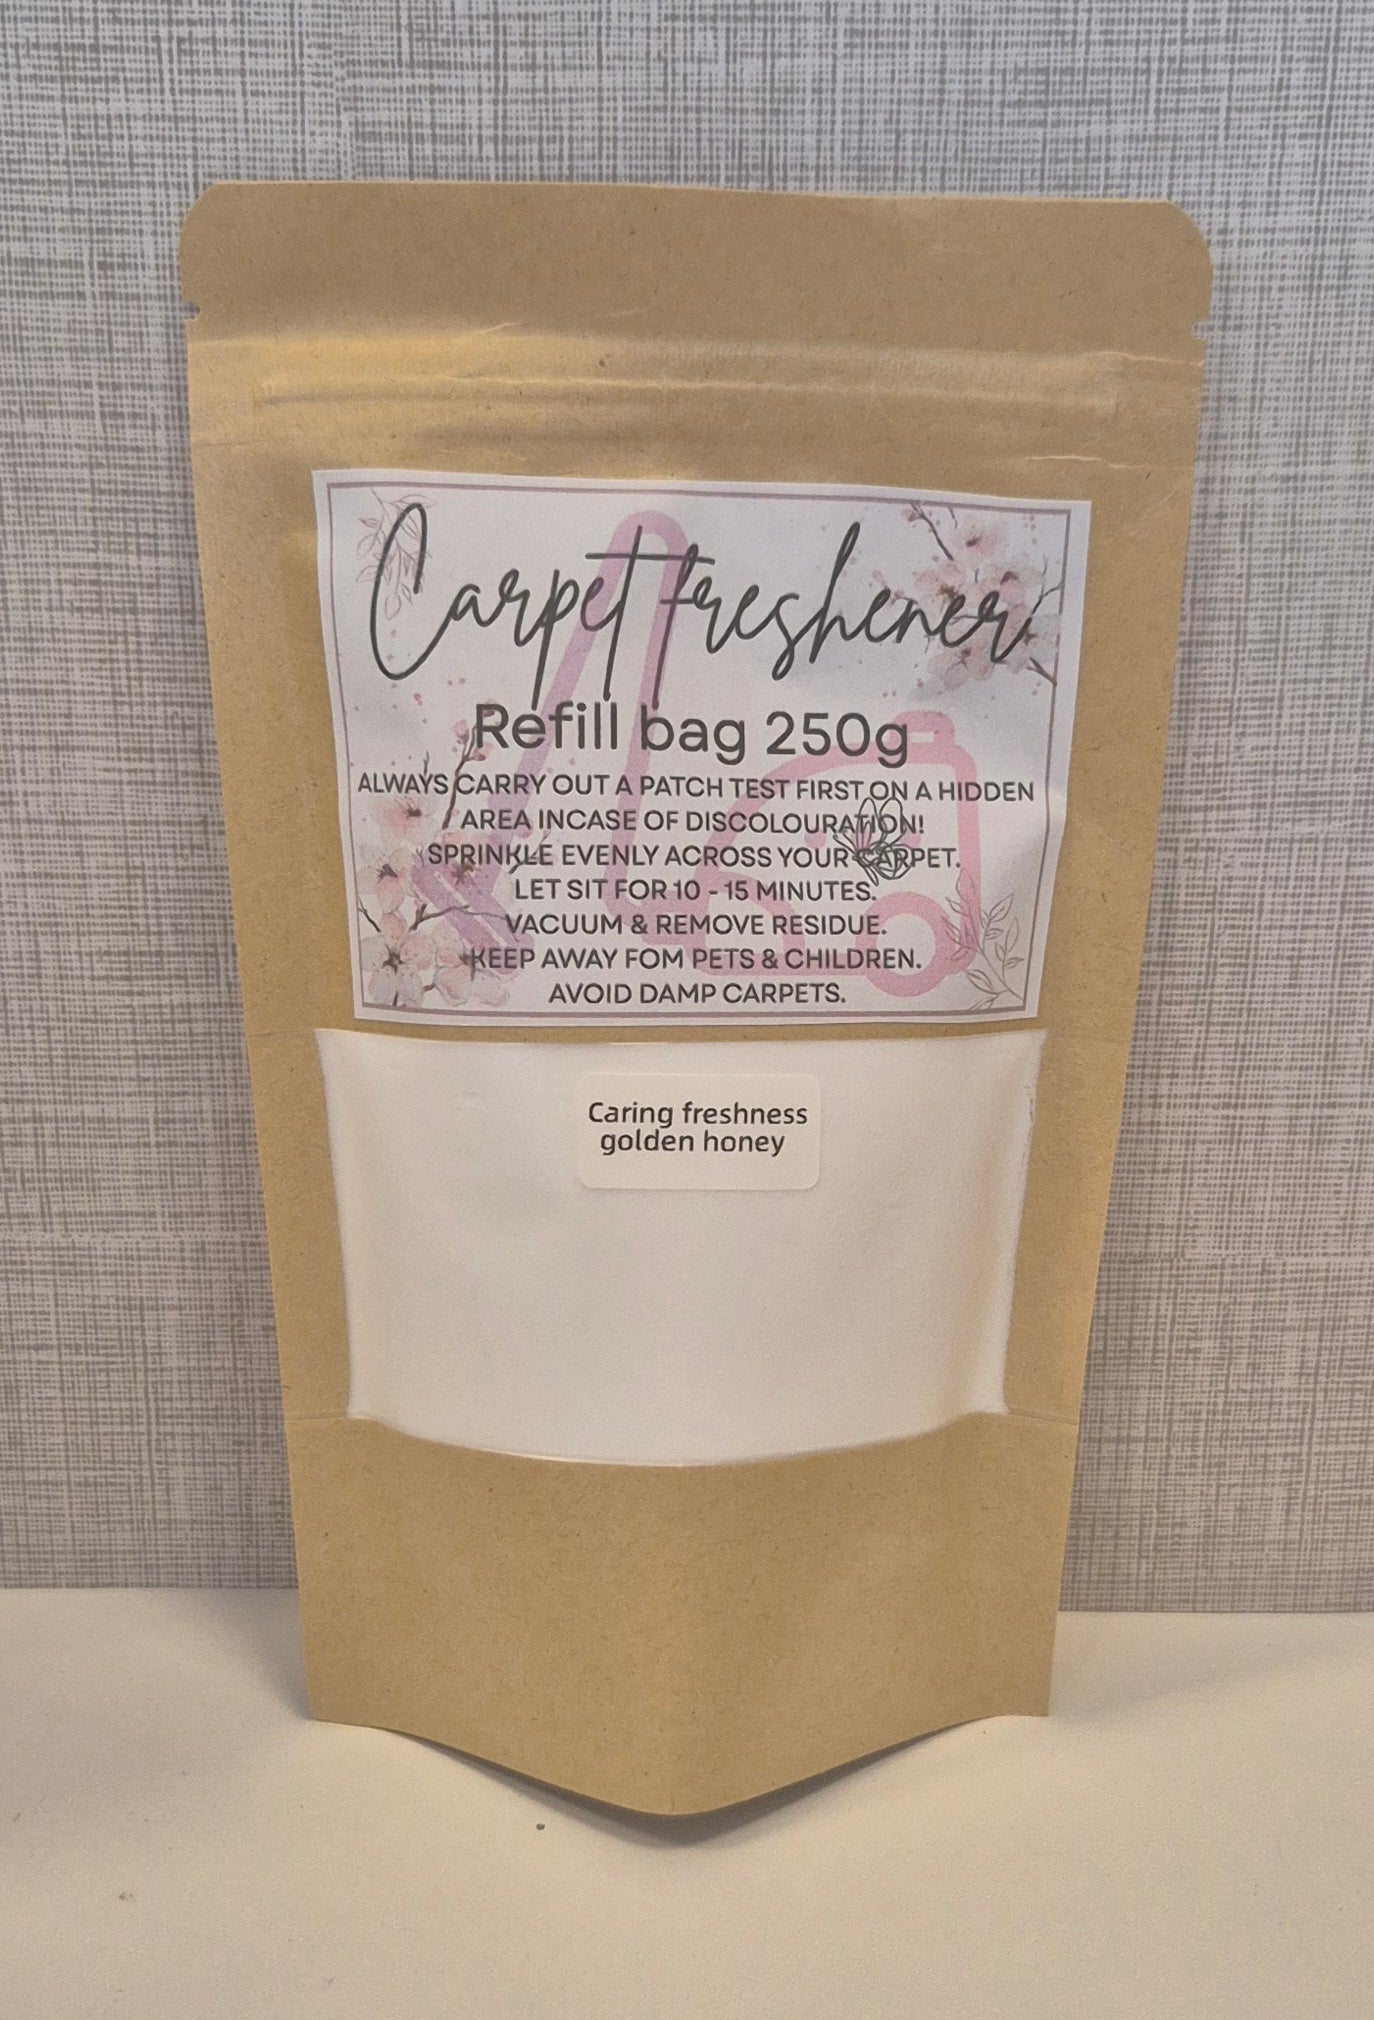 Carpet freshener
Refill bag 250g
ALWAYS CARRY OUT A PATCH TEST FIRST ON A HIDDEN
AREA INCASE OF DISCOLOURATION!
SPRINKLE EVENLY ACROSS YOUR CARPET.
LET SIT FOR 10 - 15 MINUTES.
VACUUM & REMOVE RESIDUE.
KEEP AWAY FOM PETS & CHILDREN.
AVOID DAMP CARPETS.
Caring freshness
golden honey